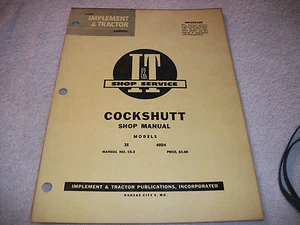 IMPLEMENT
& TRACTOR
IMPORTANT
I&T
SHOP SERVICE
COCKSHUTT
SHOP MANUAL
MODELS
35 40D4
MANUAL NO. CS-3 PRICE, $3.00
IMPLEMENT & TRACTOR PUBLICATIONS, INCORPORATED
KANSAS CITY 5, MO.